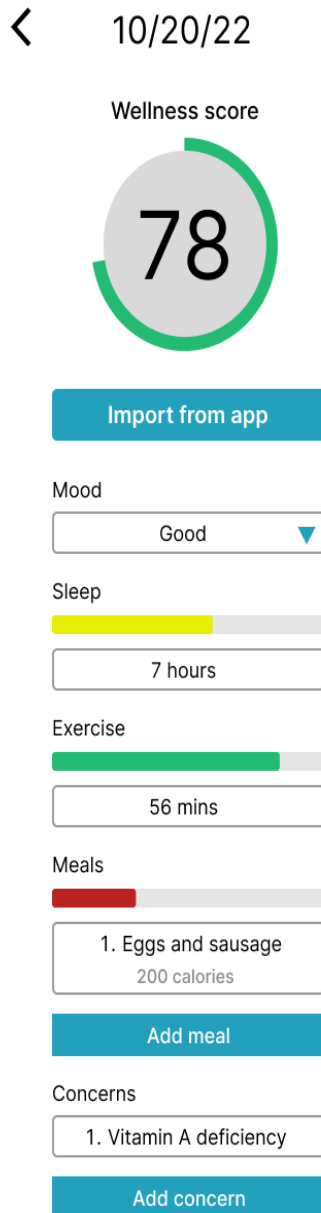 10/20/22
Wellness score
78
Import from app
Mood
Good
Sleep
7 hours
Exercise
56 mins
Meals
1. Eggs and sausage
200 calories
Add meal
Concerns
1. Vitamin A deficiency
Add concern